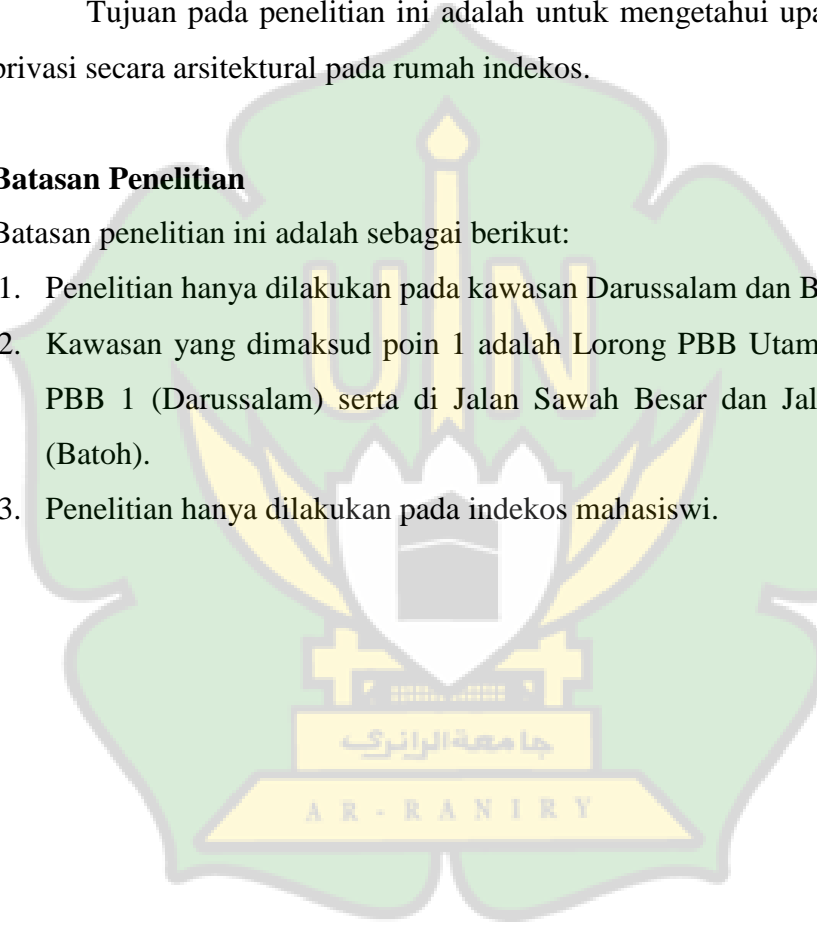 Tujuan pada penelitian ini adalah untuk mengetahui
privasi secara arsitektural pada rumah indekos.
Batasan Penelitian
Batasan penelitian ini adalah sebagai berikut:
1. Penelitian hanya dilakukan pada kawasan Darussalam dan
2. Kawasan yang dimaksud poin 1 adalah Lorong PBB
PBB 1 (Darussalam) serta di Jalan Sawah Besar dan
(Batoh).
3. Penelitian hanya dilakukan pada indekos mahasiswi.
UIN
جامعة الرانري
AR-RANIRY